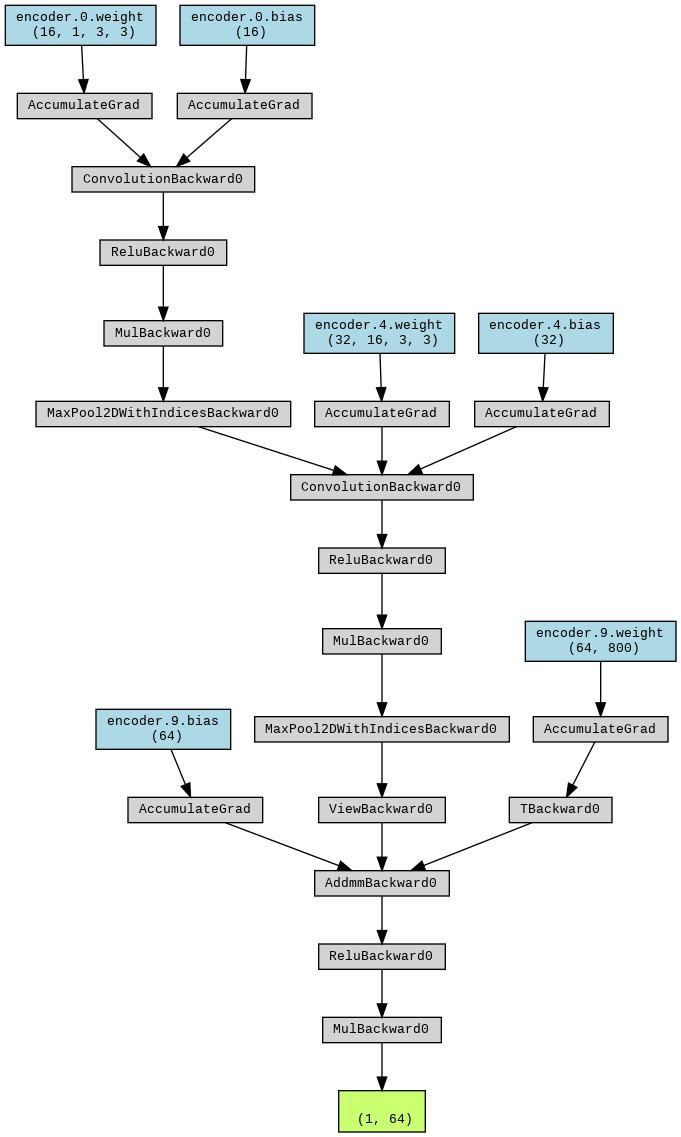 encoder.0.weight
(16, 1, 3, 3)
encoder.0.bias
(16)
AccumulateGrad
AccumulateGrad
ConvolutionBackward0
ReluBackward0
MulBackward0
encoder.4.weight
(32, 16, 3, 3)
encoder.4.bias
(32)
MaxPool2DWithIndicesBackward0
AccumulateGrad
AccumulateGrad
ConvolutionBackward0
ReluBackward0
MulBackward0
encoder.9.weight
(64, 800)
encoder.9.bias
(64)
MaxPool2DWithIndicesBackward0
AccumulateGrad
AccumulateGrad
ViewBackward0
TBackward0
AddmmBackward0
ReluBackward0
MulBackward0
(1, 64)